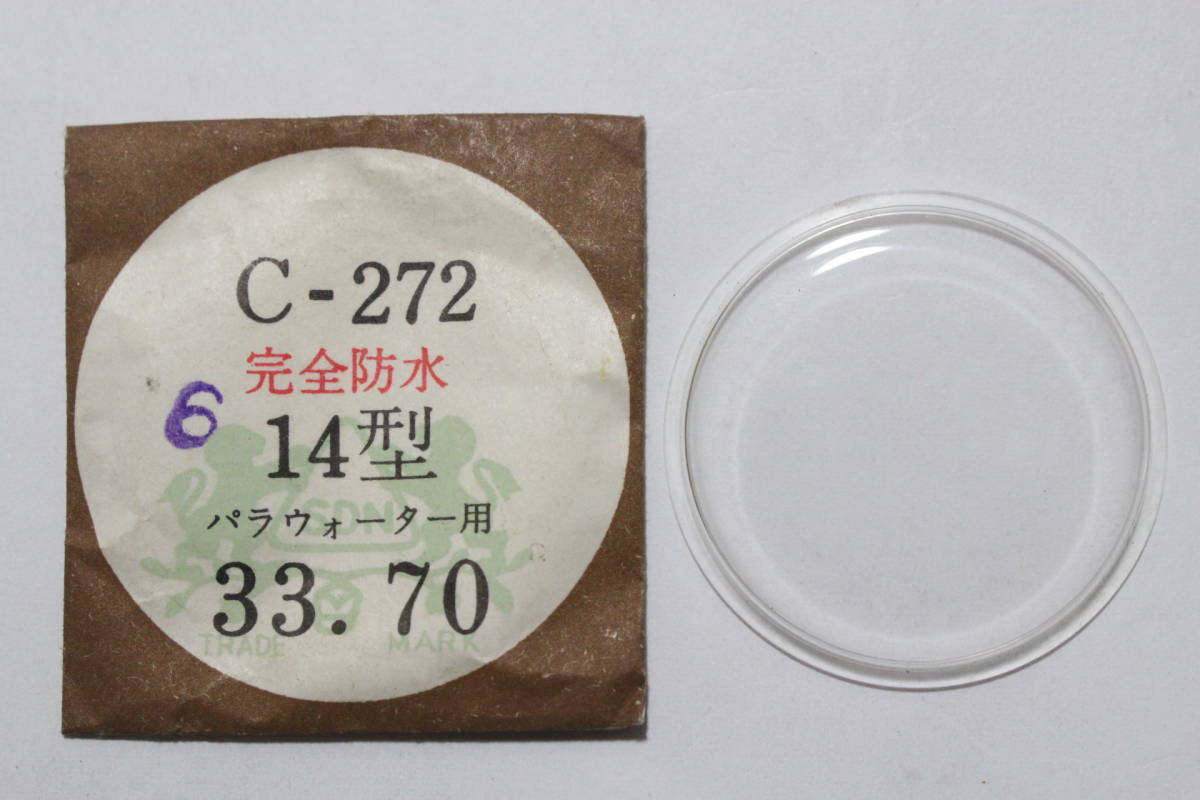 C-272
完全防水
6
14型
SDN
パラウォーター用
33.70
TRADE MARK